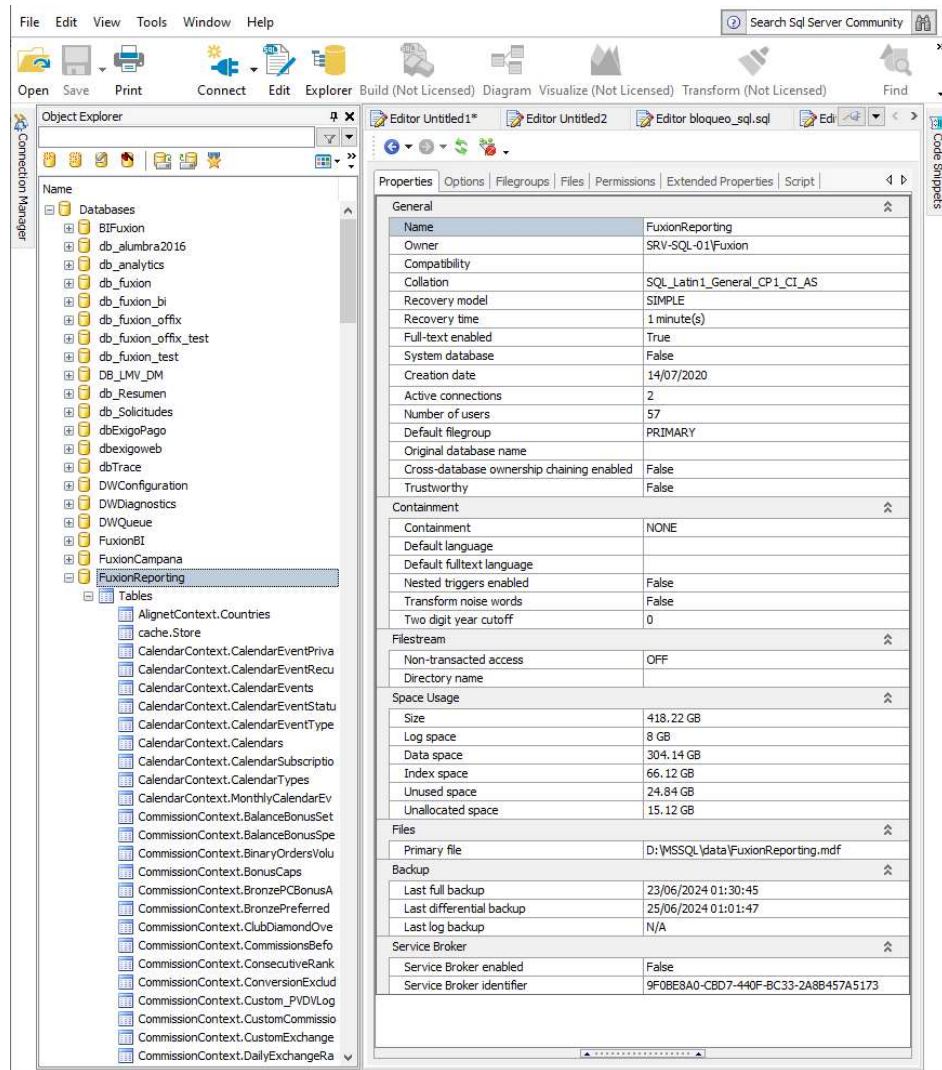 File Edit View Tools Window Help
Search Sql Server Community
Open Save Print Connect Edit Explorer Build (Not Licensed) Diagram Visualize (Not Licensed) Transform (Not Licensed) Find
Connection Manager
Object Explorer
Name
Databases
BIFuxion
db_alumbra2016
db_analytics
db_fuxion
db_fuxion_bi
db_fuxion_offix
db_fuxion_offix_test
db_fuxion_test
DB_LMV_DM
db_Resumen
db_Solicitudes
dbExigoPago
dbexigoweb
dbTrace
DWConfiguration
DWDiagnostics
DWQueue
FuxionBI
FuxionCampana
FuxionReporting
Tables
AlignetContext.Countries
cache.Store
CalendarContext.CalendarEventPriva
CalendarContext.CalendarEventRecu
CalendarContext.CalendarEvents
CalendarContext.CalendarEventStatu
CalendarContext.CalendarEventType
CalendarContext.Calendars
CalendarContext.CalendarSubscriptio
CalendarContext.CalendarTypes
CalendarContext.MonthlyCalendarEv
CommissionContext.BalanceBonusSet
CommissionContext.BalanceBonusSpe
CommissionContext.BinaryOrdersVolu
CommissionContext.BonusCaps
CommissionContext.BronzePCBonusA
CommissionContext.BronzePreferred
CommissionContext.ClubDiamondOve
CommissionContext.CommissionsBefo
CommissionContext.ConsecutiveRank
CommissionContext.ConversionExclud
CommissionContext.Custom_PVDVLog
CommissionContext.CustomCommissio
CommissionContext.CustomExchange
CommissionContext.DailyExchangeRa
Editor Untitled1* Editor Untitled2 Editor bloqueo_sql.sql Edi
Properties Options Filegroups Files Permissions Extended Properties Script
General
Name FuxionReporting
Owner SRV-SQL-01\Fuxion
Compatibility
Collation SQL_Latin1_General_CP1_CI_AS
Recovery model SIMPLE
Recovery time 1 minute(s)
Full-text enabled True
System database False
Creation date 14/07/2020
Active connections 2
Number of users 57
Default filegroup PRIMARY
Original database name
Cross-database ownership chaining enabled False
Trustworthy False
Containment
Containment NONE
Default language
Default fulltext language
Nested triggers enabled False
Transform noise words False
Two digit year cutoff 0
Filestream
Non-transacted access OFF
Directory name
Space Usage
Size 418.22 GB
Log space 8 GB
Data space 304.14 GB
Index space 66.12 GB
Unused space 24.84 GB
Unallocated space 15.12 GB
Files
Primary file D:\MSSQL\data\FuxionReporting.mdf
Backup
Last full backup 23/06/2024 01:30:45
Last differential backup 25/06/2024 01:01:47
Last log backup N/A
Service Broker
Service Broker enabled False
Service Broker identifier 9F0BE8A0-CBD7-440F-BC33-2A8B457A5173
Code Snippets